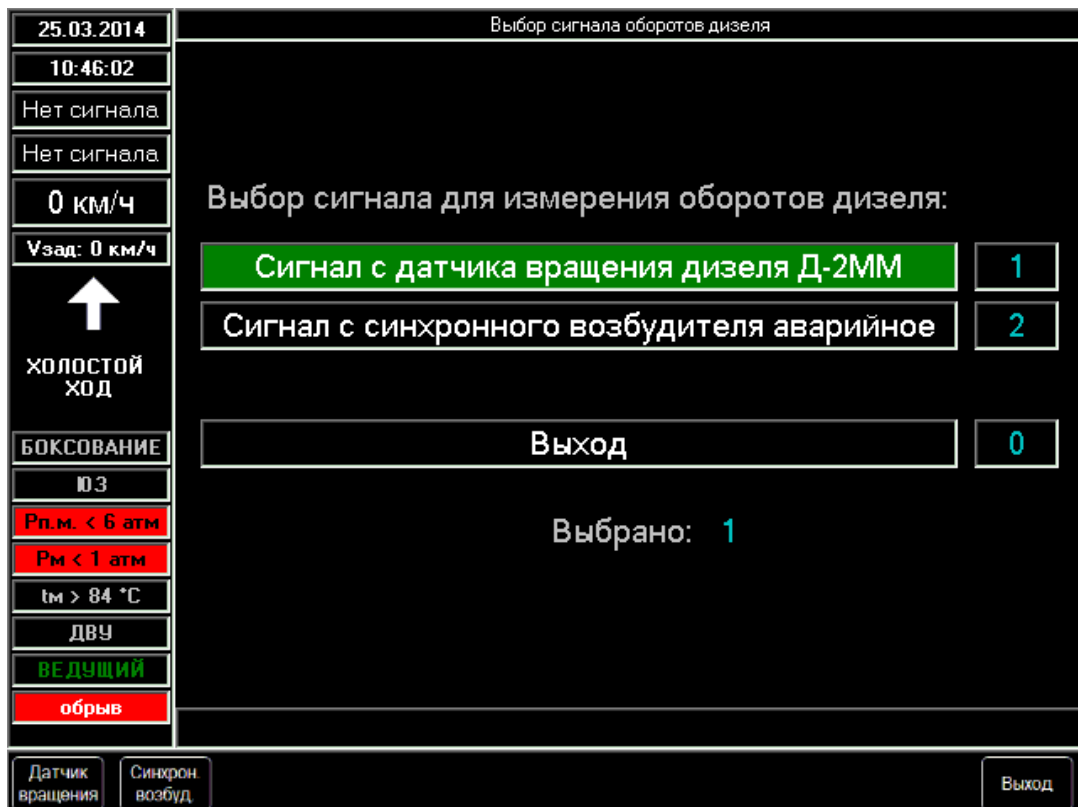 25.03.2014
Выбор сигнала оборотов дизеля
10:46:02
Нет сигнала
Нет сигнала
0 км/ч
Vзад: 0 км/ч
ХОЛОСТОЙ
ХОД
БОКСОВАНИЕ
ЮЗ
Рп.м. < 6 атм
Рм < 1 атм
tм > 84 °C
ДВУ
ВЕДУЩИЙ
обрыв
Выбор сигнала для измерения оборотов дизеля:
Сигнал с датчика вращения дизеля Д-2ММ 1
Сигнал с синхронного возбудителя аварийное 2
Выход 0
Выбрано: 1
Датчик
вращения
Синхрон.
возбуд.
Выход